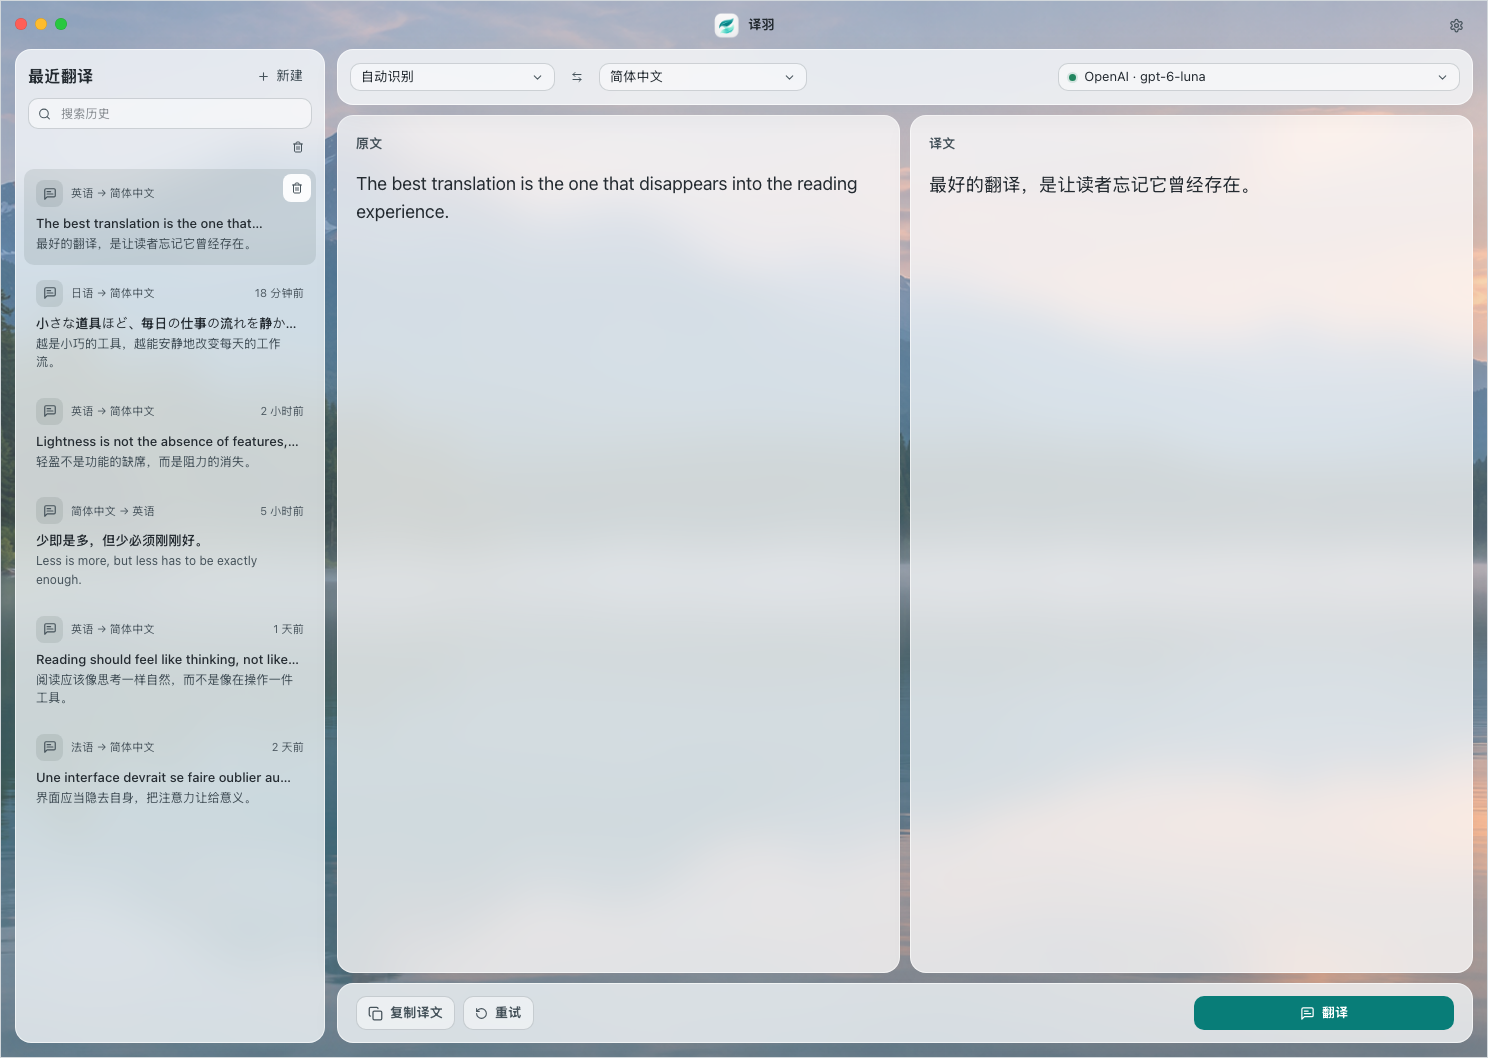 译羽
最近翻译
新建
搜索历史
英语 → 简体中文
The best translation is the one that...
最好的翻译，是让读者忘记它曾经存在。
日语 → 简体中文
18 分钟前
小さな道具ほど、毎日の仕事の流れを静か...
越是小巧的工具，越能安静地改变每天的工作
流。
英语 → 简体中文
2 小时前
Lightness is not the absence of features,...
轻盈不是功能的缺席，而是阻力的消失。
简体中文 → 英语
5 小时前
少即是多，但少必须刚刚好。
Less is more, but less has to be exactly
enough.
英语 → 简体中文
1 天前
Reading should feel like thinking, not like...
阅读应该像思考一样自然，而不是像在操作一件
工具。
法语 → 简体中文
2 天前
Une interface devrait se faire oublier au...
界面应当隐去自身，把注意力让给意义。
自动识别
简体中文
OpenAI · gpt-6-luna
原文
The best translation is the one that disappears into the reading
experience.
译文
最好的翻译，是让读者忘记它曾经存在。
复制译文
重试
翻译